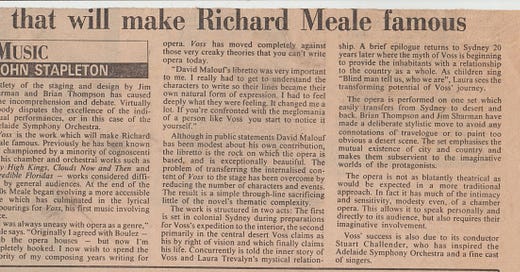 that will make Richard Meale famous
MUSIC
JOHN STAPLETON
of the staging and design by Jim
Sharman and Brian Thompson has caused
incomprehension and debate. Virtually
nobody disputes the excellence of the indi-
performances, or in this case of the
Adelaide Symphony Orchestra.
Voss is the work which will make Richard
Meale famous. Previously he has been known
championed by a minority of cognoscenti
his chamber and orchestral works such as
High Kings, Clouds Now and Then and
Incredible Floridas — works considered diffi-
by general audiences. At the end of the
Meale began evolving a more accessible
which has culminated in the lyrical
outpourings for Voss, his first music involving
voice.
was always uneasy with opera as a genre,"
says. "Originally I agreed with Boulez —
the opera houses — but now I'm
completely hooked. I now wish to spend the
of my composing years writing for
opera. Voss has moved completely against
those very creaky theories that you can't write
opera today.
"David Malouf's libretto was very important
to me. I really had to get to understand the
characters to write so their lines became their
own natural form of expression. I had to feel
deeply what they were feeling. It changed me a
lot. If you're confronted with the meglomania
of a person like Voss you start to notice it
yourself."
Although in public statements David Malouf
has been modest about his own contribution,
the libretto is the rock on which the opera is
based, and is exceptionally beautiful. The
problem of transferring the internalised con-
tent of Voss to the stage has been overcome by
reducing the number of characters and events.
The result is a simple through-line sacrificing
little of the novel's thematic complexity.
The work is structured in two acts: The first
is set in colonial Sydney during preparations
for Voss's expedition to the interior, the second
primarily in the central desert Voss claims as
his by right of vision and which finally claims
his life. Concurrently is told the inner story of
Voss and Laura Trevalyn's mystical relation-
ship. A brief epilogue returns to Sydney 20
years later where the myth of Voss is beginning
to provide the inhabitants with a relationship
to the country as a whole. As children sing
"Blind man tell us, who we are", Laura sees the
transforming potential of Voss' journey.
The opera is performed on one set which
easily transfers from Sydney to desert and
back. Brian Thompson and Jim Sharman have
made a deliberate stylistic move to avoid any
connotations of travelogue or to paint too
obvious a desert scene. The set emphasises the
mutual existence of city and country and
makes them subservient to the imaginative
worlds of the protagonists.
The opera is not as blatantly theatrical as
would be expected in a more traditional
approach. In fact it has much of the intimacy
and sensitivity, modesty even, of a chamber
opera. This allows it to speak personally and
directly to its audience, but also requires their
imaginative involvement.
Voss' success is also due to its conductor
Stuart Challender, who has inspired the
Adelaide Symphony Orchestra and a fine cast
of singers.